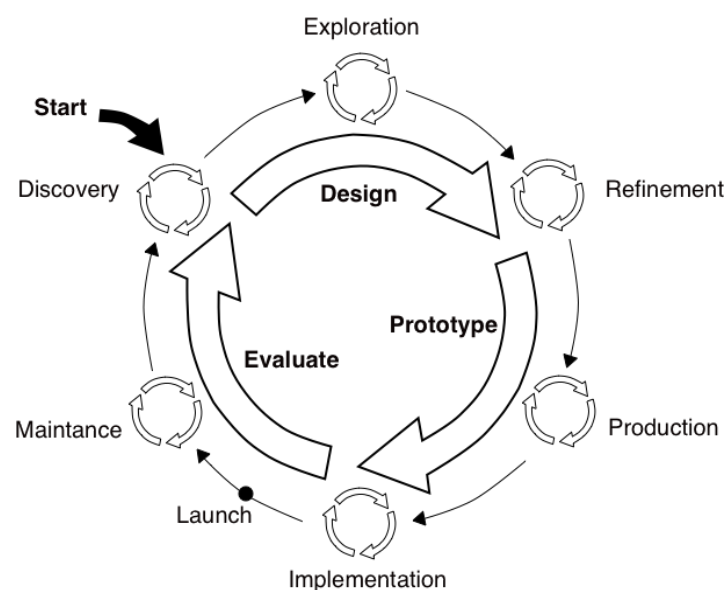 Exploration
Start
Discovery
Design
Refinement
Prototype
Evaluate
Maintance
Production
Launch
Implementation